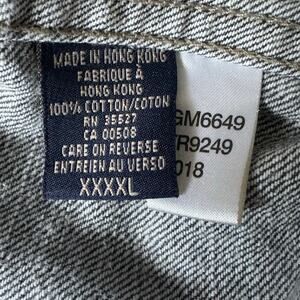 MADE IN HONG KONG
FABRIQUE À
HONG KONG
100% COTTON/COTON
RN 35527
CA 00508
CARE ON REVERSE
ENTREIEN AU VERSO
XXXXL
GM6649
R9249
018